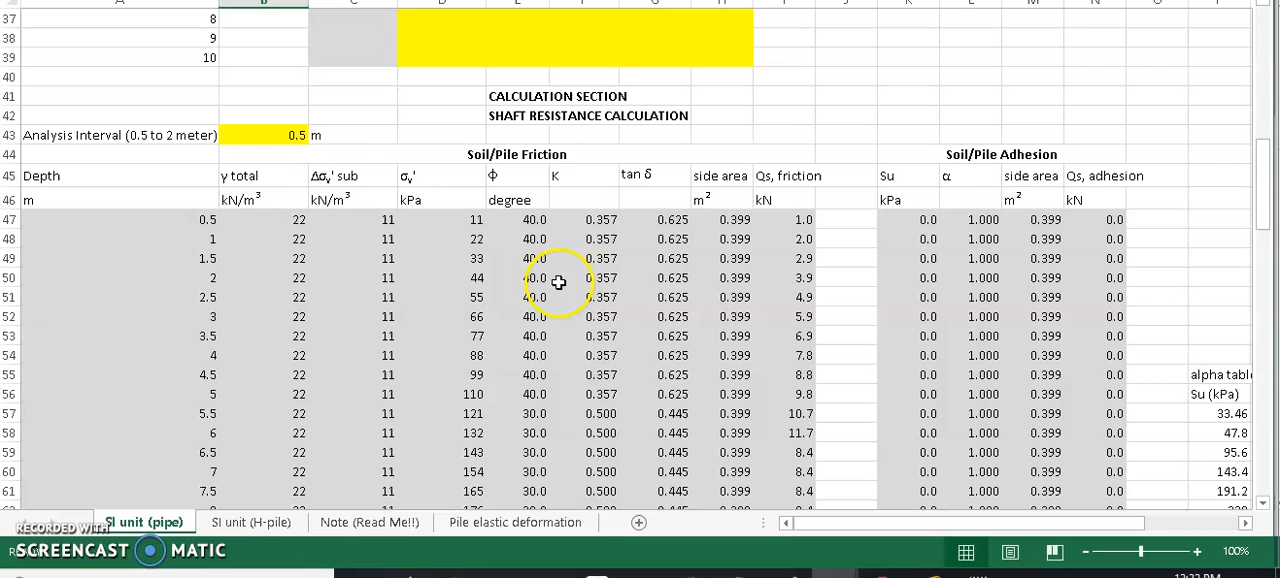 A B C D E F G H I J K L M N O P
37 8
38 9
39 10
40
41 CALCULATION SECTION
42 SHAFT RESISTANCE CALCULATION
43 Analysis Interval (0.5 to 2 meter) 0.5 m
44 Soil/Pile Friction Soil/Pile Adhesion
45 Depth γ total Δσv' sub σv' Φ K tan δ side area Qs, friction Su α side area Qs, adhesion
46 m kN/m³ kN/m³ kPa degree m² kN kPa m² kN
47 0.5 22 11 11 40.0 0.357 0.625 0.399 1.0 0.0 1.000 0.399 0.0
48 1 22 11 22 40.0 0.357 0.625 0.399 2.0 0.0 1.000 0.399 0.0
49 1.5 22 11 33 40.0 0.357 0.625 0.399 2.9 0.0 1.000 0.399 0.0
50 2 22 11 44 40.0 0.357 0.625 0.399 3.9 0.0 1.000 0.399 0.0
51 2.5 22 11 55 40.0 0.357 0.625 0.399 4.9 0.0 1.000 0.399 0.0
52 3 22 11 66 40.0 0.357 0.625 0.399 5.9 0.0 1.000 0.399 0.0
53 3.5 22 11 77 40.0 0.357 0.625 0.399 6.9 0.0 1.000 0.399 0.0
54 4 22 11 88 40.0 0.357 0.625 0.399 7.8 0.0 1.000 0.399 0.0
55 4.5 22 11 99 40.0 0.357 0.625 0.399 8.8 0.0 1.000 0.399 0.0 alpha table
56 5 22 11 110 40.0 0.357 0.625 0.399 9.8 0.0 1.000 0.399 0.0 Su (kPa)
57 5.5 22 11 121 30.0 0.500 0.445 0.399 10.7 0.0 1.000 0.399 0.0 33.46
58 6 22 11 132 30.0 0.500 0.445 0.399 11.7 0.0 1.000 0.399 0.0 47.8
59 6.5 22 11 143 30.0 0.500 0.445 0.399 8.4 0.0 1.000 0.399 0.0 95.6
60 7 22 11 154 30.0 0.500 0.445 0.399 8.4 0.0 1.000 0.399 0.0 143.4
61 7.5 22 11 165 30.0 0.500 0.445 0.399 8.4 0.0 1.000 0.399 0.0 191.2
SI unit (pipe) SI unit (H-pile) Note (Read Me!!) Pile elastic deformation
RECORDED WITH
SCREENCAST MATIC
100%